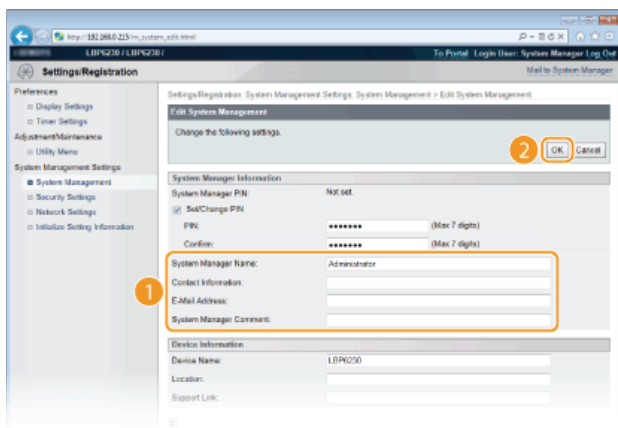 http://192.168.0.215/m_system_edit.html
LBP6230 / LBP6230 /
To Portal Login User: System Manager Log Out
Settings/Registration
Mail to System Manager
Preferences
Display Settings
Timer Settings
Adjustment/Maintenance
Utility Menu
System Management Settings
System Management
Security Settings
Network Settings
Initialize Setting Information
Settings/Registration: System Management Settings: System Management > Edit System Management
Edit System Management
Change the following settings.
2
OK
Cancel
System Manager Information
System Manager PIN: Not set.
Set/Change PIN
PIN: ••••••• (Max 7 digits)
Confirm: ••••••• (Max 7 digits)
1
System Manager Name: Administrator
Contact Information:
E-Mail Address:
System Manager Comment:
Device Information
Device Name: LBP6230
Location:
Support Link: